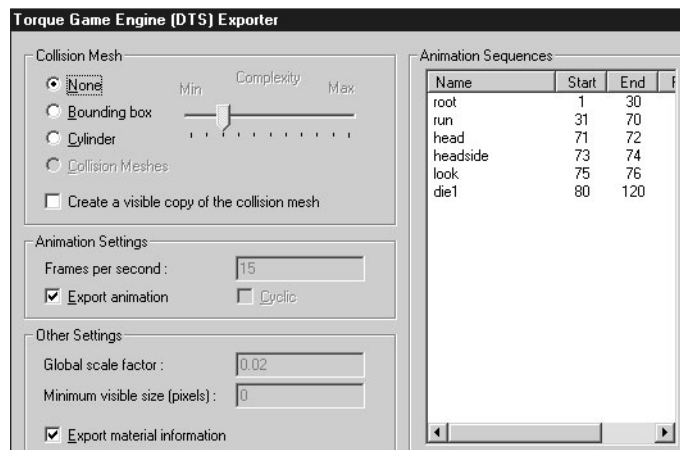 Torque Game Engine (DTS) Exporter
Collision Mesh
None
Bounding box
Cylinder
Collision Meshes
Min Complexity Max
Create a visible copy of the collision mesh
Animation Settings
Frames per second : 15
Export animation Cyclic
Other Settings
Global scale factor : 0.02
Minimum visible size (pixels) : 0
Export material information
Animation Sequences
Name Start End
root 1 30
run 31 70
head 71 72
headside 73 74
look 75 76
die1 80 120